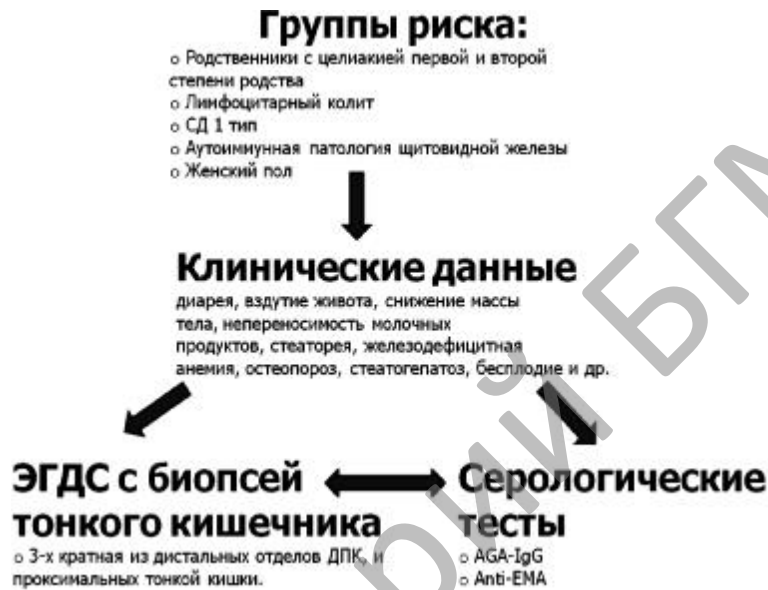 Группы риска:
o Родственники с целиакией первой и второй
степени родства
o Лимфоцитарный колит
o СД 1 тип
o Аутоиммунная патология щитовидной железы
o Женский пол
Клинические данные
диарея, вздутие живота, снижение массы
тела, непереносимость молочных
продуктов, стеаторея, железодефицитная
анемия, остеопороз, стеатогепатоз, бесплодие и др.
ЭГДС с биопсей
тонкого кишечника
o 3-х кратная из дистальных отделов ДПК, и
проксимальных тонкой кишки.
Серологические
тесты
o AGA-IgG
o Anti-EMA